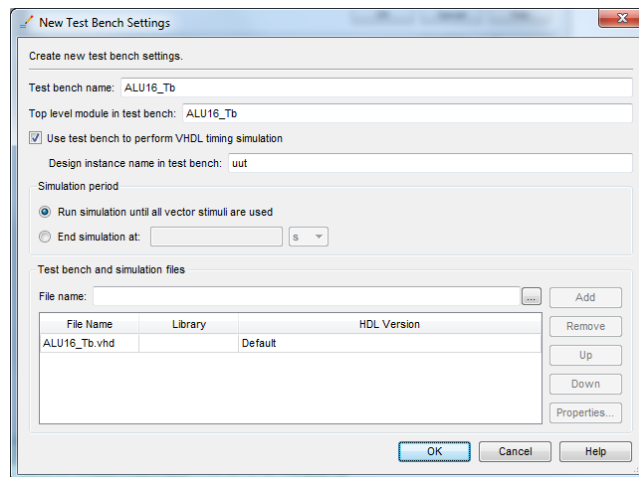 New Test Bench Settings
Create new test bench settings.
Test bench name: ALU16_Tb
Top level module in test bench: ALU16_Tb
Use test bench to perform VHDL timing simulation
Design instance name in test bench: uut
Simulation period
Run simulation until all vector stimuli are used
End simulation at: s
Test bench and simulation files
File name: ... Add
File Name Library HDL Version Remove
ALU16_Tb.vhd Default
Up
Down
Properties...
OK Cancel Help